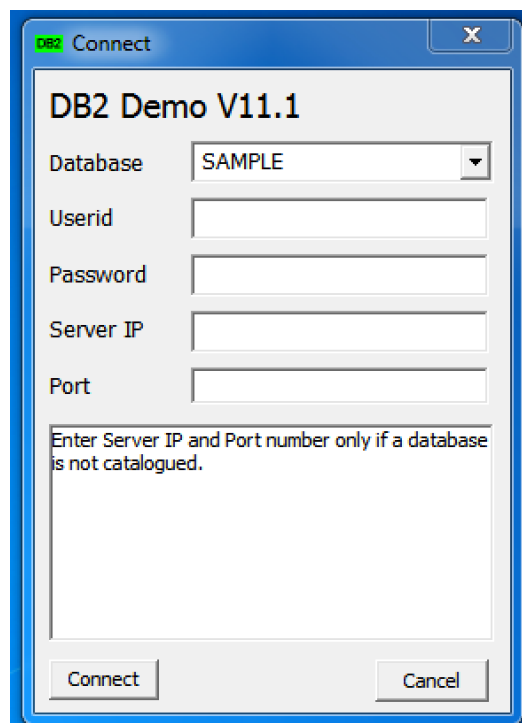 DB2 Connect
X
DB2 Demo V11.1
Database SAMPLE
Userid
Password
Server IP
Port
Enter Server IP and Port number only if a database
is not catalogued.
Connect Cancel